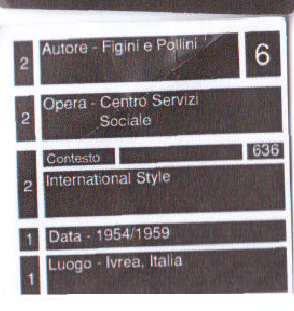 2 Autore - Figini e Pollini 6
2 Opera - Centro Servizi
Sociale
Contesto 636
2 International Style
1 Data - 1954/1959
1 Luogo - Ivrea, Italia